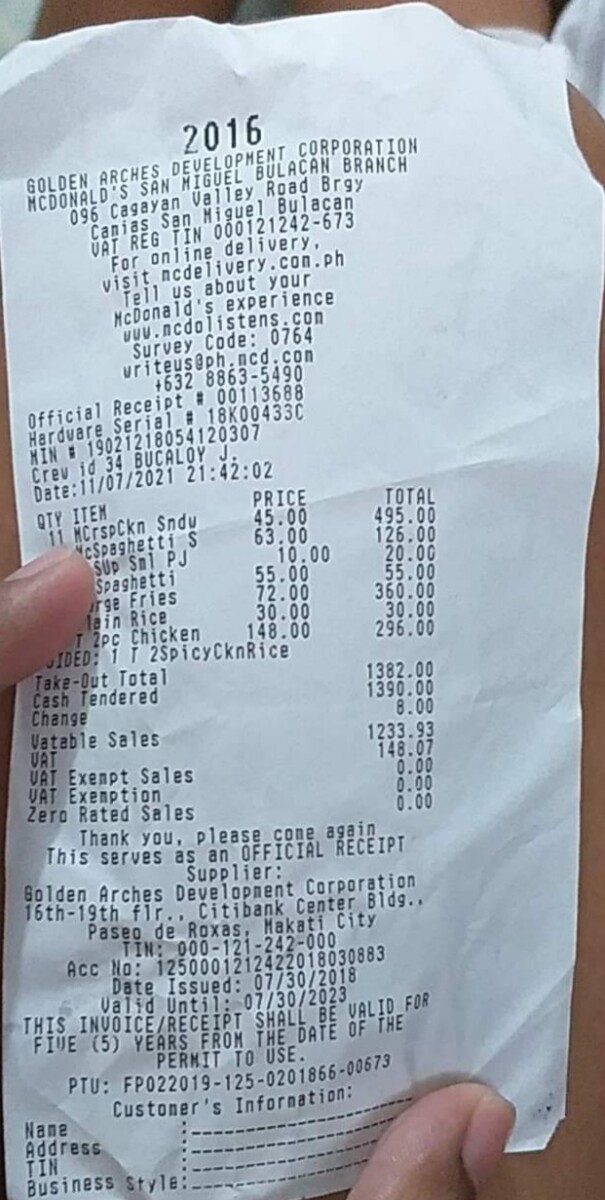 2016
GOLDEN ARCHES DEVELOPMENT CORPORATION
MCDONALD'S SAN MIGUEL BULACAN BRANCH
096 Cagayan Valley Road Brgy
Camias San Miguel Bulacan
VAT REG TIN 000121242-673
For online delivery,
visit mcdelivery.com.ph
Tell us about your
McDonald's experience
www.mcdolistens.com
Survey Code: 0764
writeus@ph.mcd.com
+632 8863-5490
Official Receipt # 00113688
Hardware Serial # 18K00433C
MIN # 19021218054120307
Crew id 34 BUCALOY J.
Date:11/07/2021 21:42:02
QTY ITEM PRICE TOTAL
11 MCrspCkn Sndw 45.00 495.00
cSpaghetti S 63.00 126.00
SUp Sml PJ 10.00 20.00
Spaghetti 55.00 55.00
rge Fries 72.00 360.00
lain Rice 30.00 30.00
T 2pc Chicken 148.00 296.00
IDED: 1 T 2SpicyCknRice
Take-Out Total 1382.00
Cash Tendered 1390.00
Change 8.00
Vatable Sales 1233.93
VAT 148.07
VAT Exempt Sales 0.00
VAT Exemption 0.00
Zero Rated Sales 0.00
Thank you, please come again
This serves as an OFFICIAL RECEIPT
Supplier:
Golden Arches Development Corporation
16th-19th flr., Citibank Center Bldg.,
Paseo de Roxas, Makati City
TIN: 000-121-242-000
Acc No: 1250001212422018030883
Date Issued: 07/30/2018
Valid Until: 07/30/2023
THIS INVOICE/RECEIPT SHALL BE VALID FOR
FIVE (5) YEARS FROM THE DATE OF THE
PERMIT TO USE.
PTU: FP022019-125-0201866-00673
Customer's Information:
Name :
Address :
TIN :
Business Style: